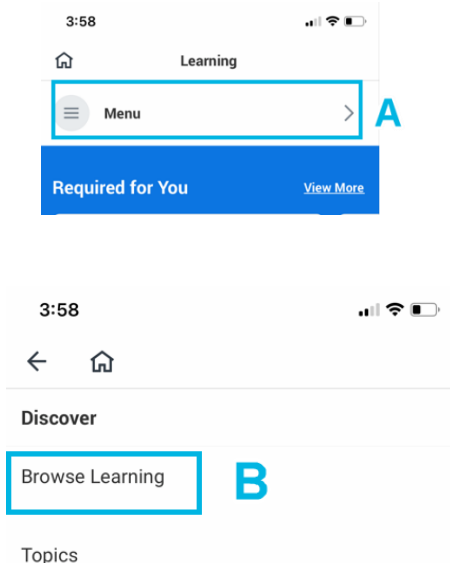 3:58
Learning
Menu
A
Required for You View More
3:58
Discover
Browse Learning
B
Topics